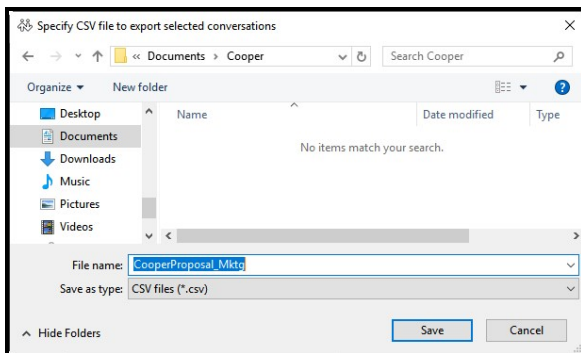 Specify CSV file to export selected conversations
« Documents > Cooper
Search Cooper
Organize
New folder
Name
Date modified
Type
Desktop
Documents
Downloads
Music
Pictures
Videos
No items match your search.
File name: CooperProposal_Mktg
Save as type: CSV files (*.csv)
Hide Folders
Save
Cancel